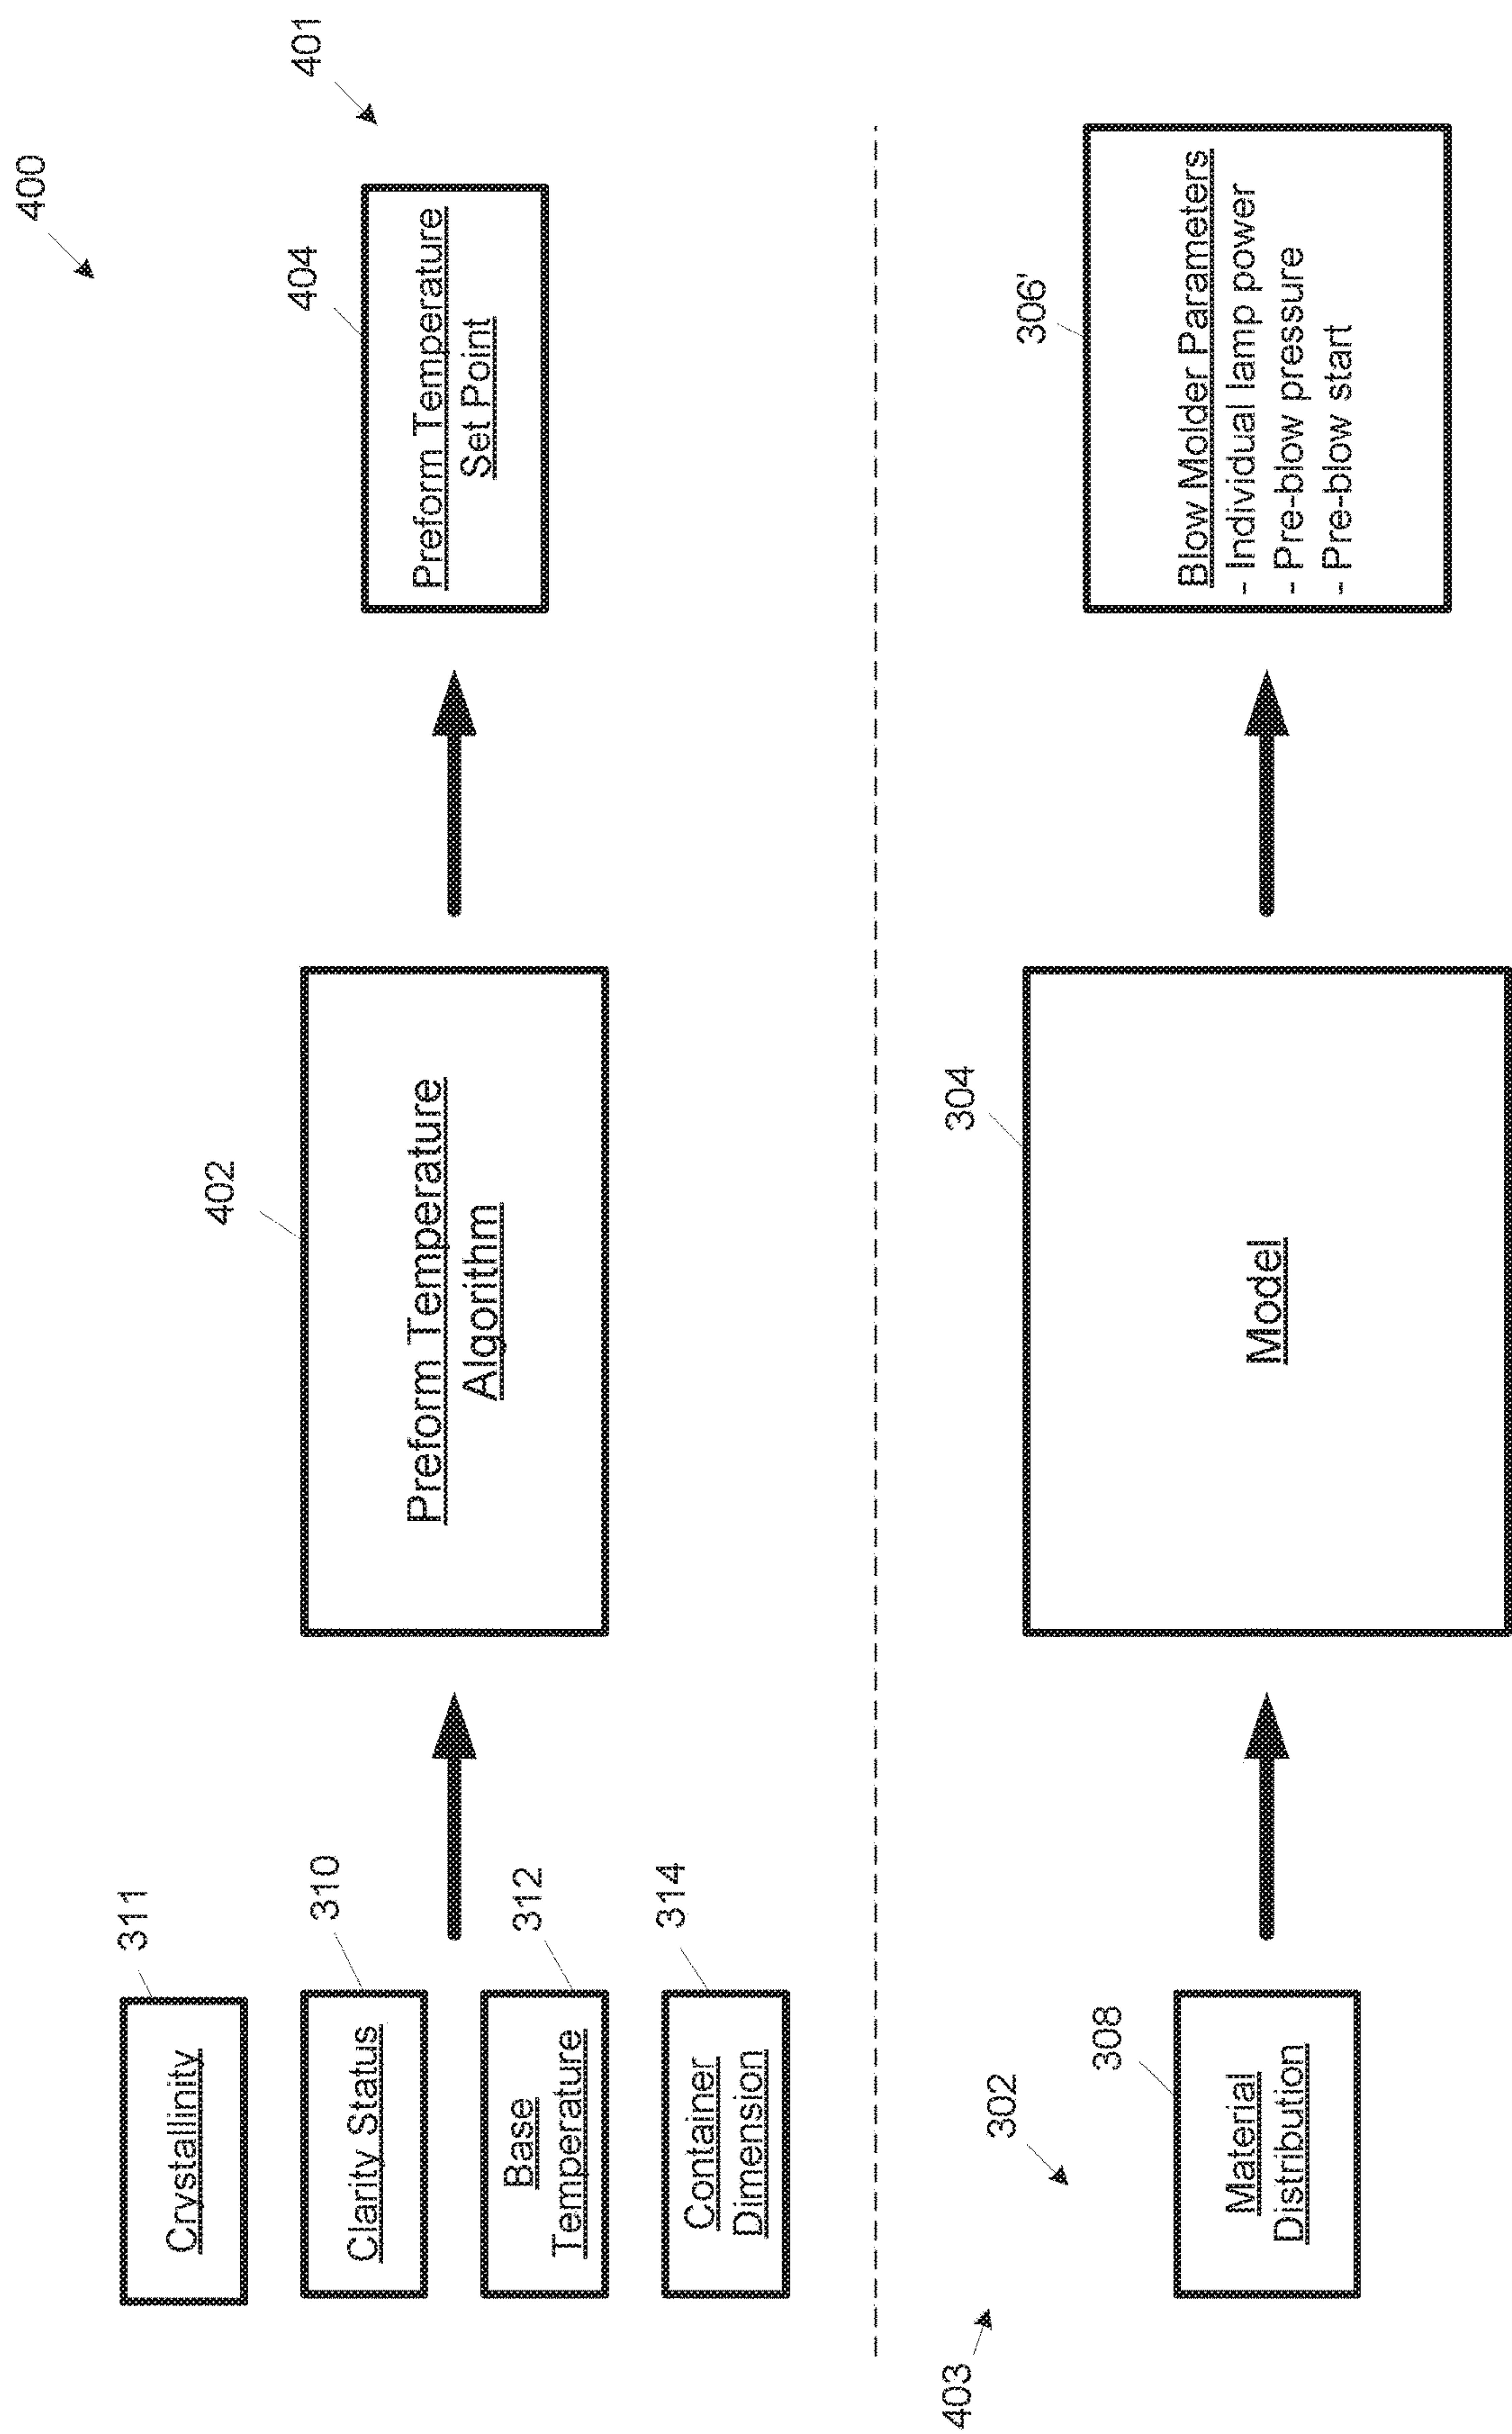 400
401
311
Crystallinity
310
Clarity Status
312
Base
Temperature
314
Container
Dimension
402
Preform Temperature
Algorithm
404
Preform Temperature
Set Point
403
302
308
Material
Distribution
304
Model
306'
Blow Molder Parameters
- Individual lamp power
- Pre-blow pressure
- Pre-blow start